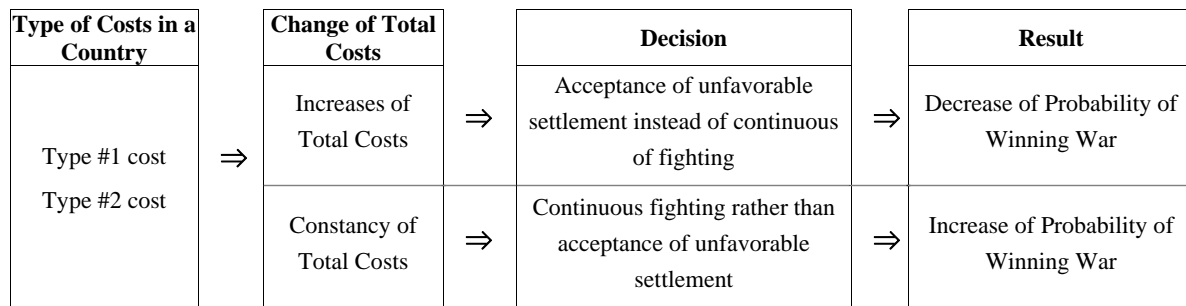 Type of Costs in a
Country
Change of Total
Costs
Decision
Result
Type #1 cost
Type #2 cost
⇒
Increases of
Total Costs
⇒
Acceptance of unfavorable
settlement instead of continuous
of fighting
⇒
Decrease of Probability of
Winning War
Constancy of
Total Costs
⇒
Continuous fighting rather than
acceptance of unfavorable
settlement
⇒
Increase of Probability of
Winning War